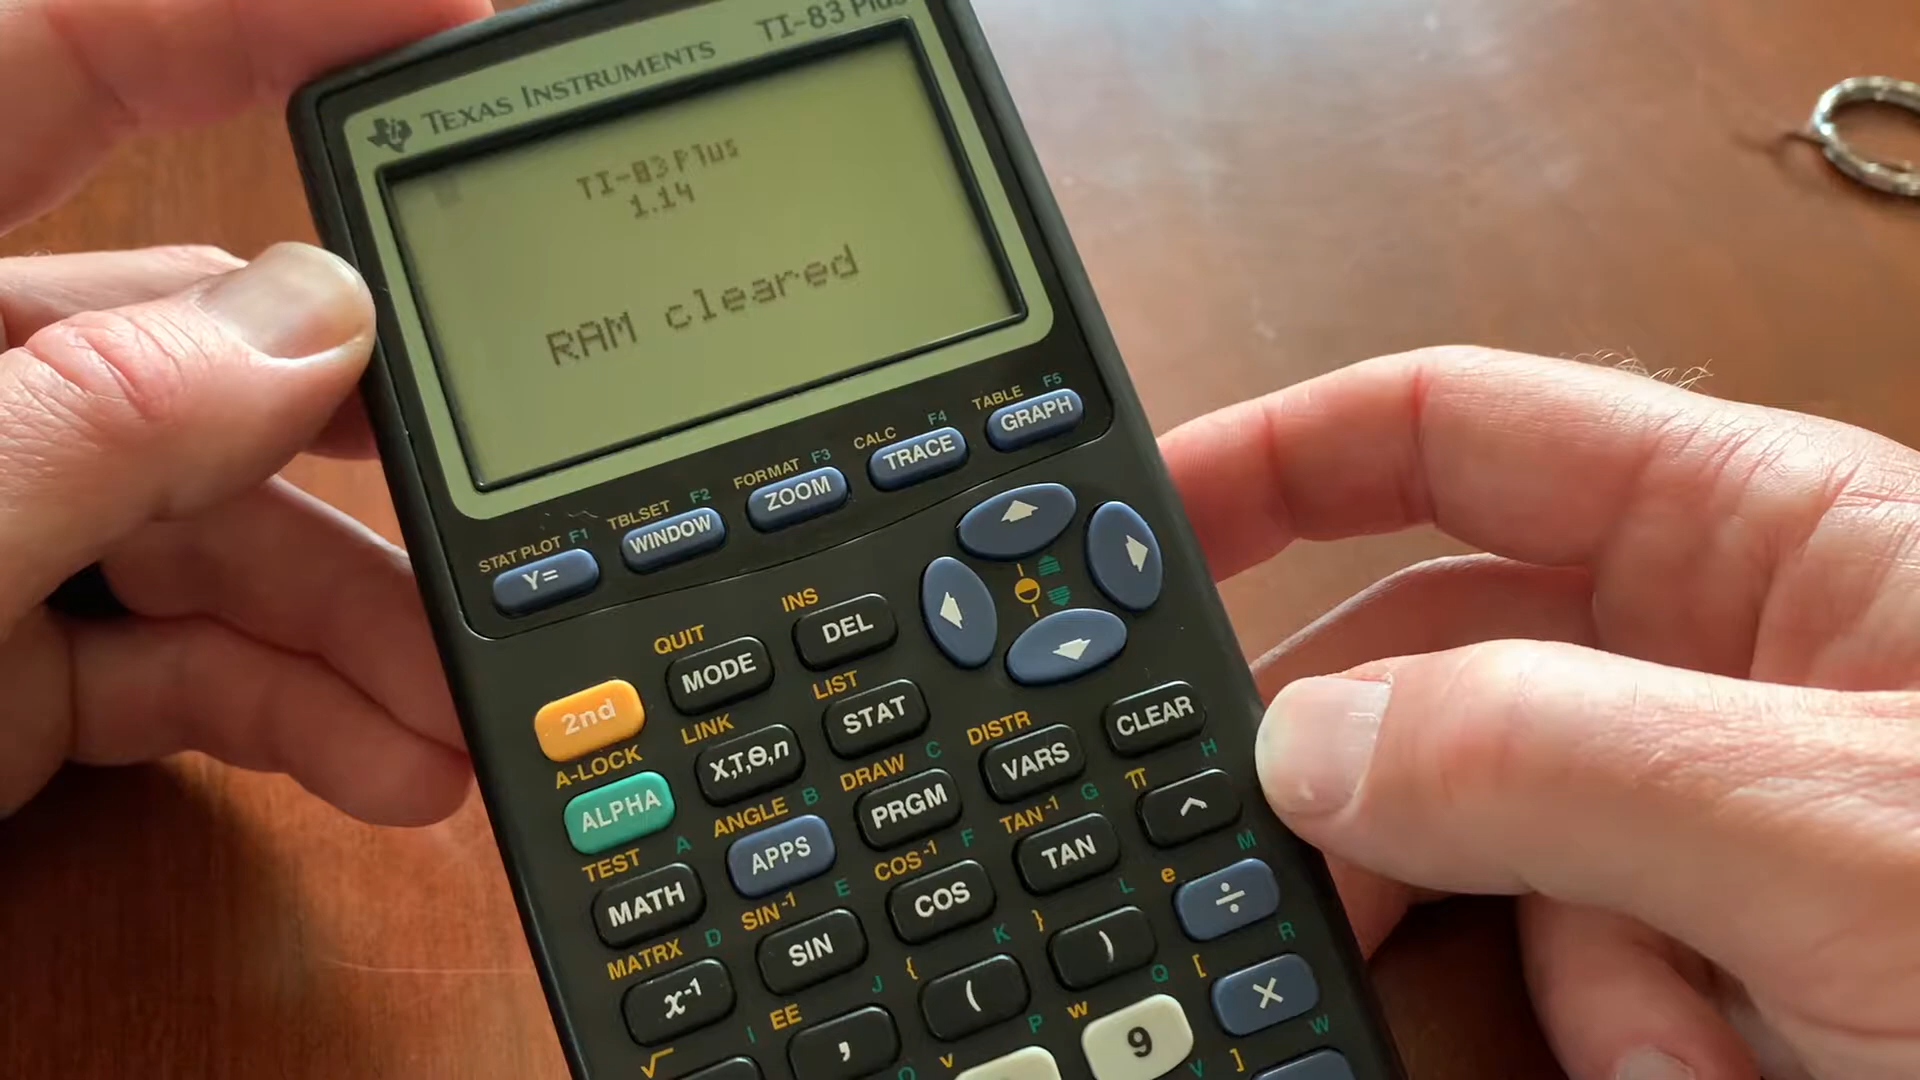 TEXAS INSTRUMENTS TI-83 Plus
TI-83 Plus
1.14
RAM cleared
STAT PLOT F1 TBLSET F2 FORMAT F3 CALC F4 TABLE F5
Y= WINDOW ZOOM TRACE GRAPH
QUIT INS
2nd MODE DEL
A-LOCK LINK LIST
ALPHA X,T,Θ,n STAT
TEST A ANGLE B DRAW C DISTR
MATH APPS PRGM VARS CLEAR
MATRX D SIN-1 E COS-1 F TAN-1 G π H
x-1 SIN COS TAN ^
√ I EE J { K } L e M
, ( ) ÷
O v P w Q [ R
9 ×
V ] W